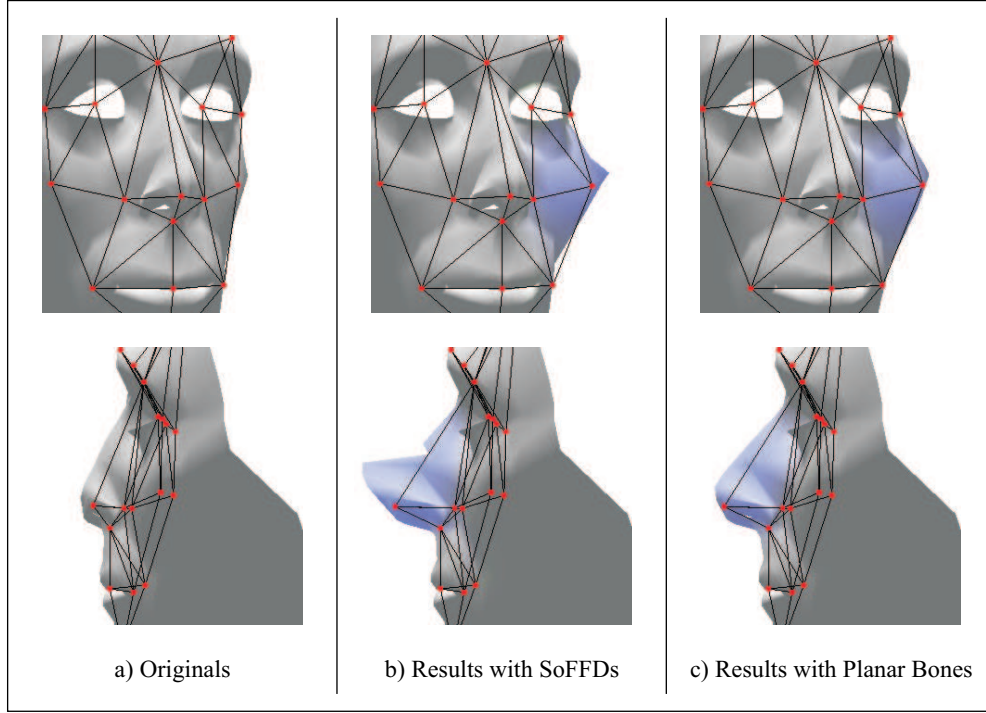 a) Originals
b) Results with SoFFDs
c) Results with Planar Bones